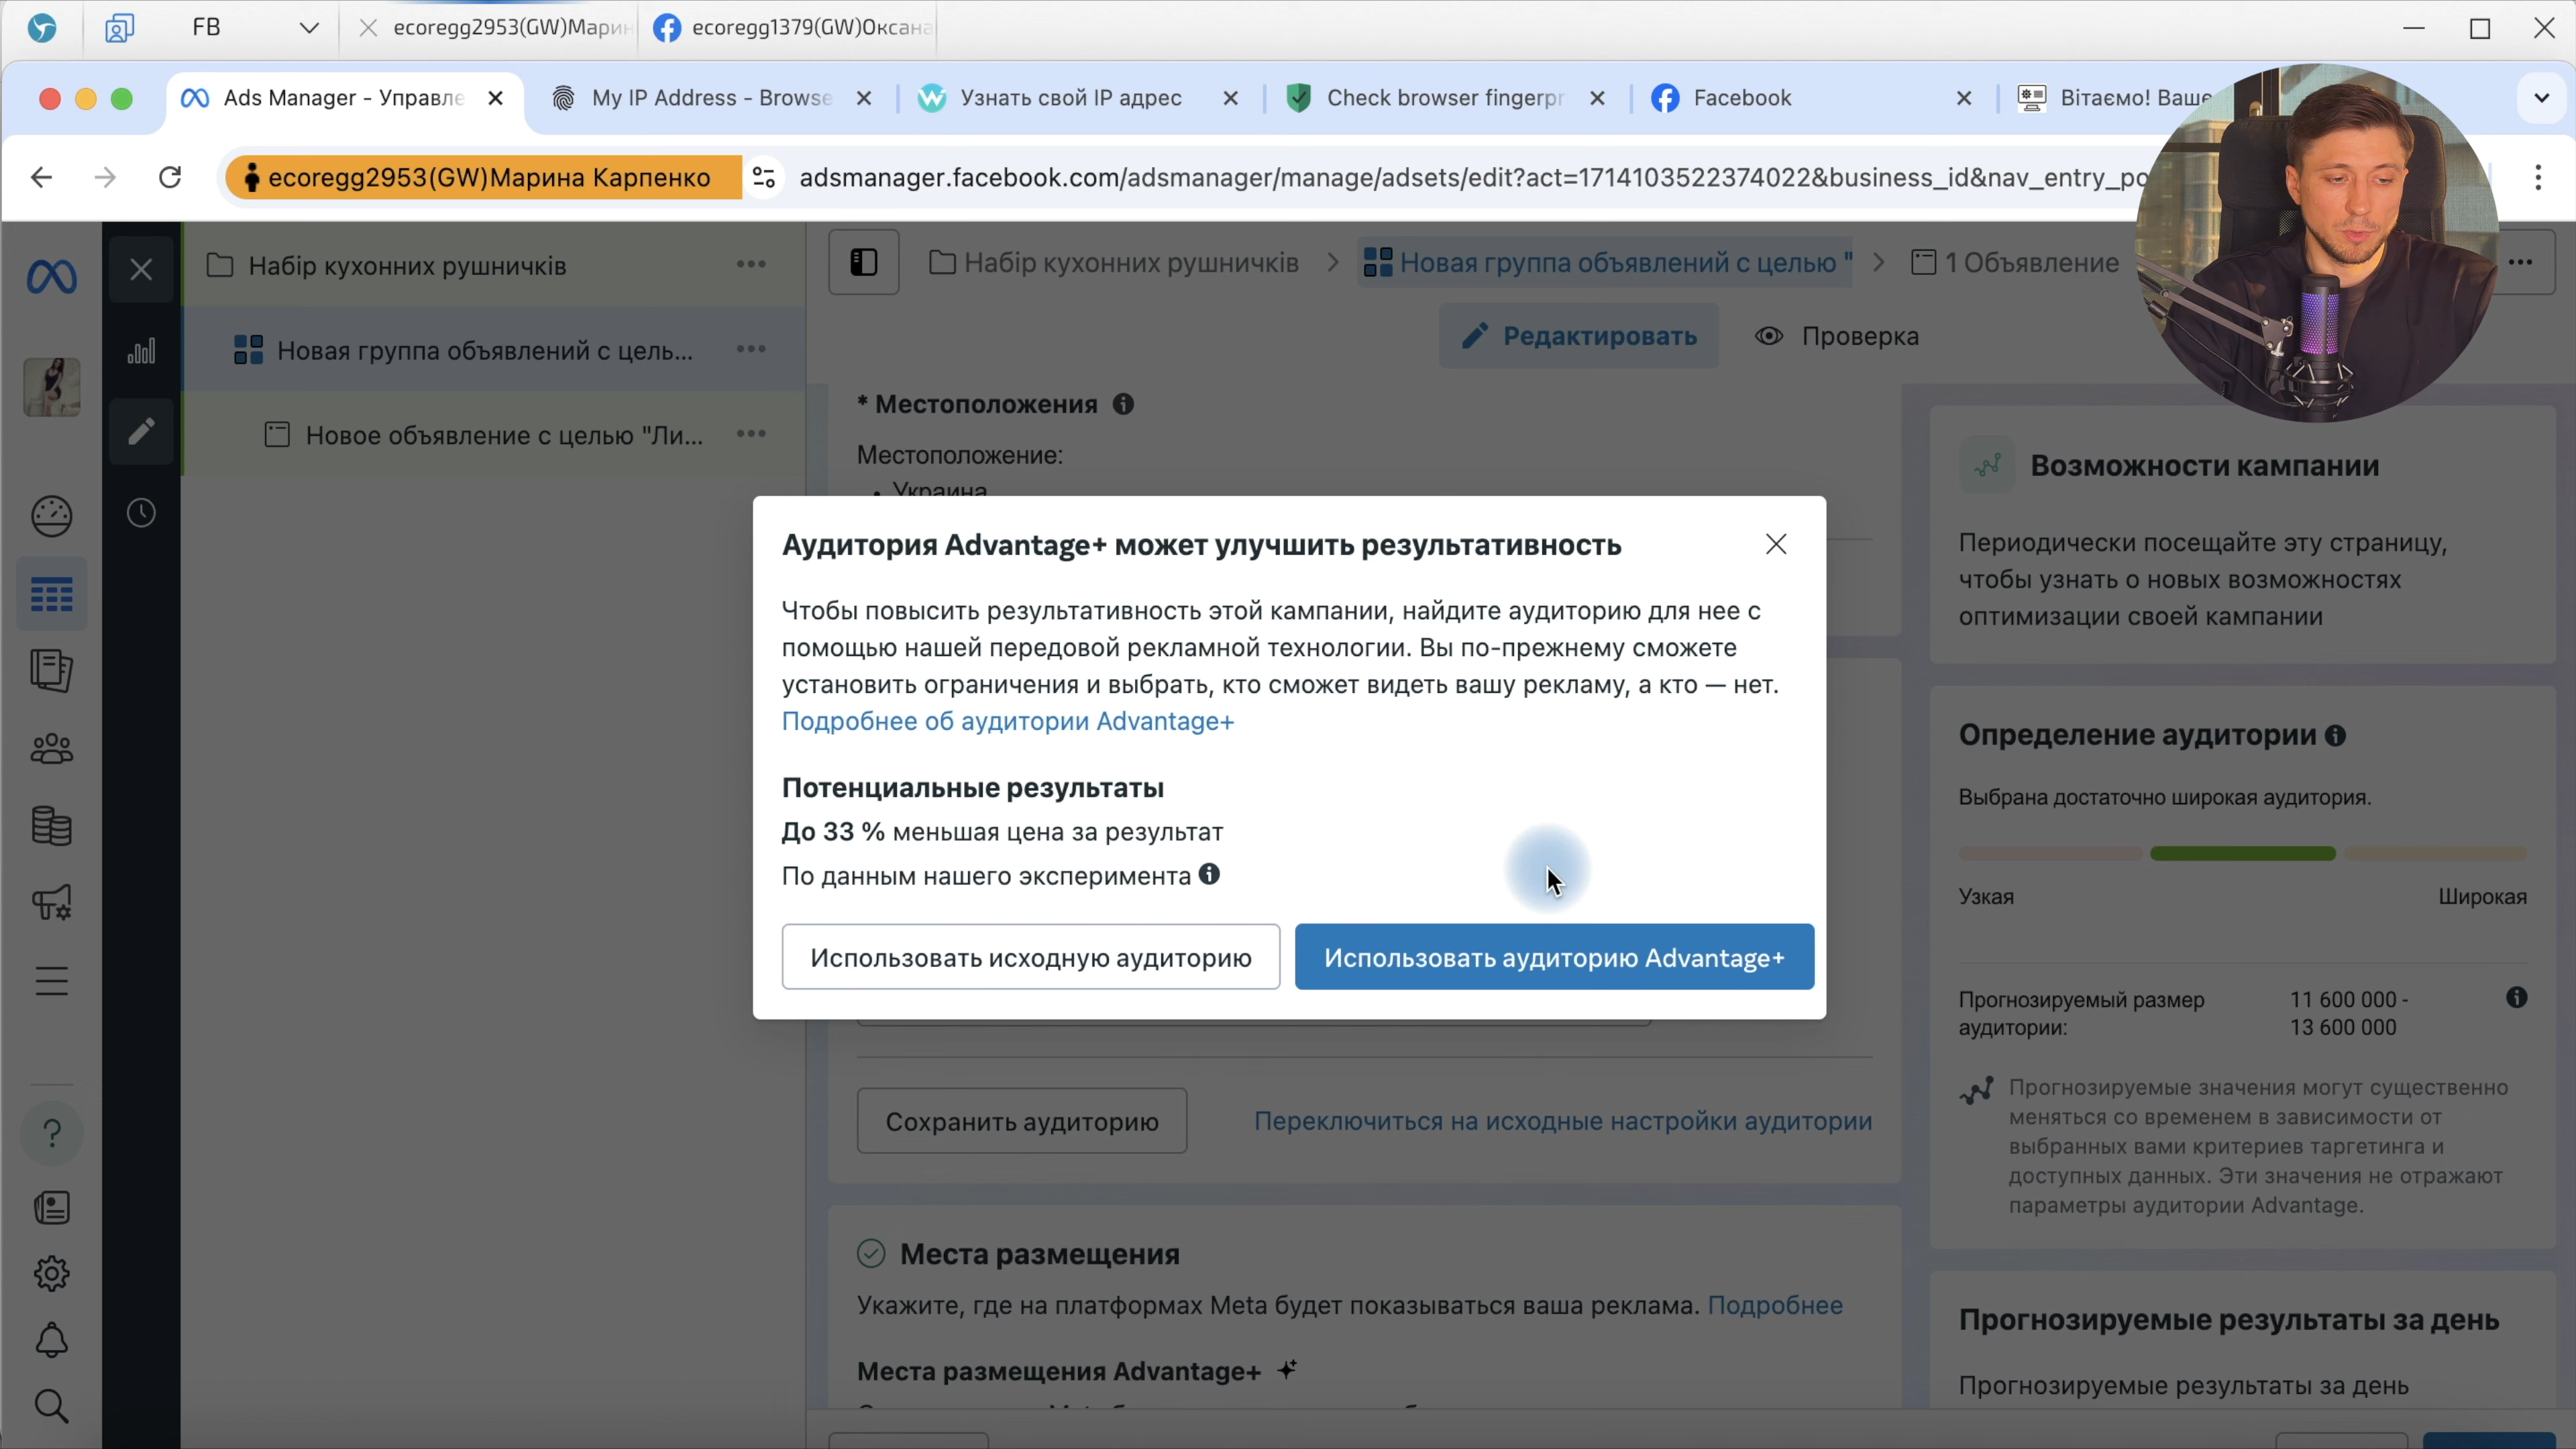 FB
ecoregg2953(GW)Марин
ecoregg1379(GW)Оксана
Ads Manager - Управле
My IP Address - Browse
Узнать свой IP адрес
Check browser fingerpr
Facebook
Вітаємо! Ваше
ecoregg2953(GW)Марина Карпенко
adsmanager.facebook.com/adsmanager/manage/adsets/edit?act=1714103522374022&business_id&nav_entry_po
Набір кухонних рушничків
Новая группа объявлений с цель...
Новое объявление с целью "Ли...
Набір кухонних рушничків
Новая группа объявлений с целью "
1 Объявление
Редактировать
Проверка
* Местоположения
Местоположение:
• Украина
Аудитория Advantage+ может улучшить результативность
Чтобы повысить результативность этой кампании, найдите аудиторию для нее с
помощью нашей передовой рекламной технологии. Вы по-прежнему сможете
установить ограничения и выбрать, кто сможет видеть вашу рекламу, а кто — нет.
Подробнее об аудитории Advantage+
Потенциальные результаты
До 33 % меньшая цена за результат
По данным нашего эксперимента
Использовать исходную аудиторию
Использовать аудиторию Advantage+
Сохранить аудиторию
Переключиться на исходные настройки аудитории
Места размещения
Укажите, где на платформах Meta будет показываться ваша реклама. Подробнее
Места размещения Advantage+
Возможности кампании
Периодически посещайте эту страницу,
чтобы узнать о новых возможностях
оптимизации своей кампании
Определение аудитории
Выбрана достаточно широкая аудитория.
Узкая
Широкая
Прогнозируемый размер
аудитории:
11 600 000 -
13 600 000
Прогнозируемые значения могут существенно
меняться со временем в зависимости от
выбранных вами критериев таргетинга и
доступных данных. Эти значения не отражают
параметры аудитории Advantage.
Прогнозируемые результаты за день
Прогнозируемые результаты за день